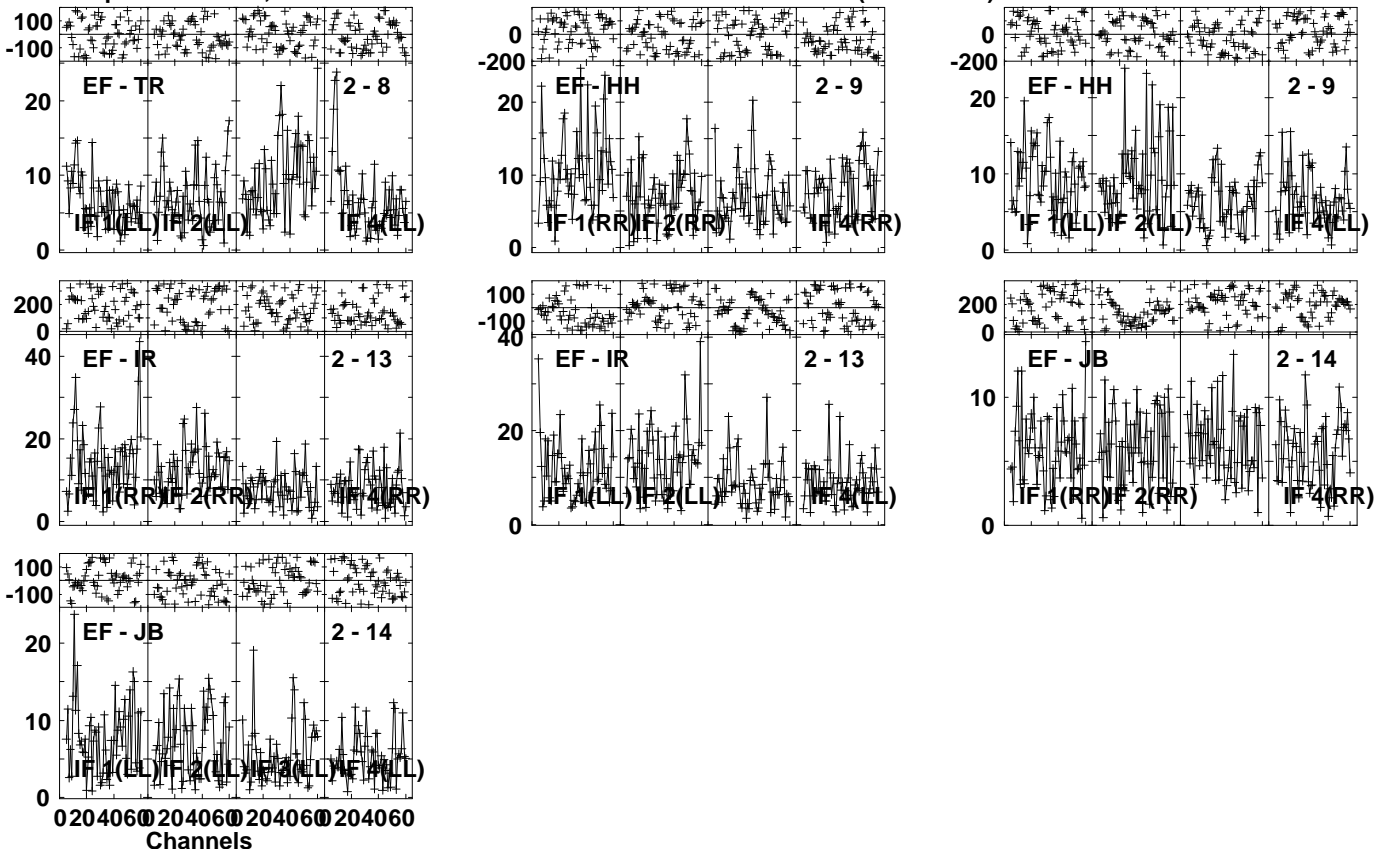 100
-100
EF - TR 2 - 8
20
10
0
IF 1(LL) IF 2(LL) IF 4(LL)
0
-200
EF - HH 2 - 9
20
10
0
IF 1(RR) IF 2(RR) IF 4(RR)
0
-200
EF - HH 2 - 9
20
10
0
IF 1(LL) IF 2(LL) IF 4(LL)
200
0
EF - IR 2 - 13
40
20
0
IF 1(RR) IF 2(RR) IF 4(RR)
100
-100
40
EF - IR 2 - 13
20
0
IF 1(LL) IF 2(LL) IF 4(LL)
200
0
EF - JB 2 - 14
10
0
IF 1(RR) IF 2(RR) IF 4(RR)
100
-100
EF - JB 2 - 14
20
10
0
IF 1(LL) IF 2(LL) IF 3(LL) IF 4(LL)
0 20 40 60 0 20 40 60 0 20 40 60 0 20 40 60
Channels